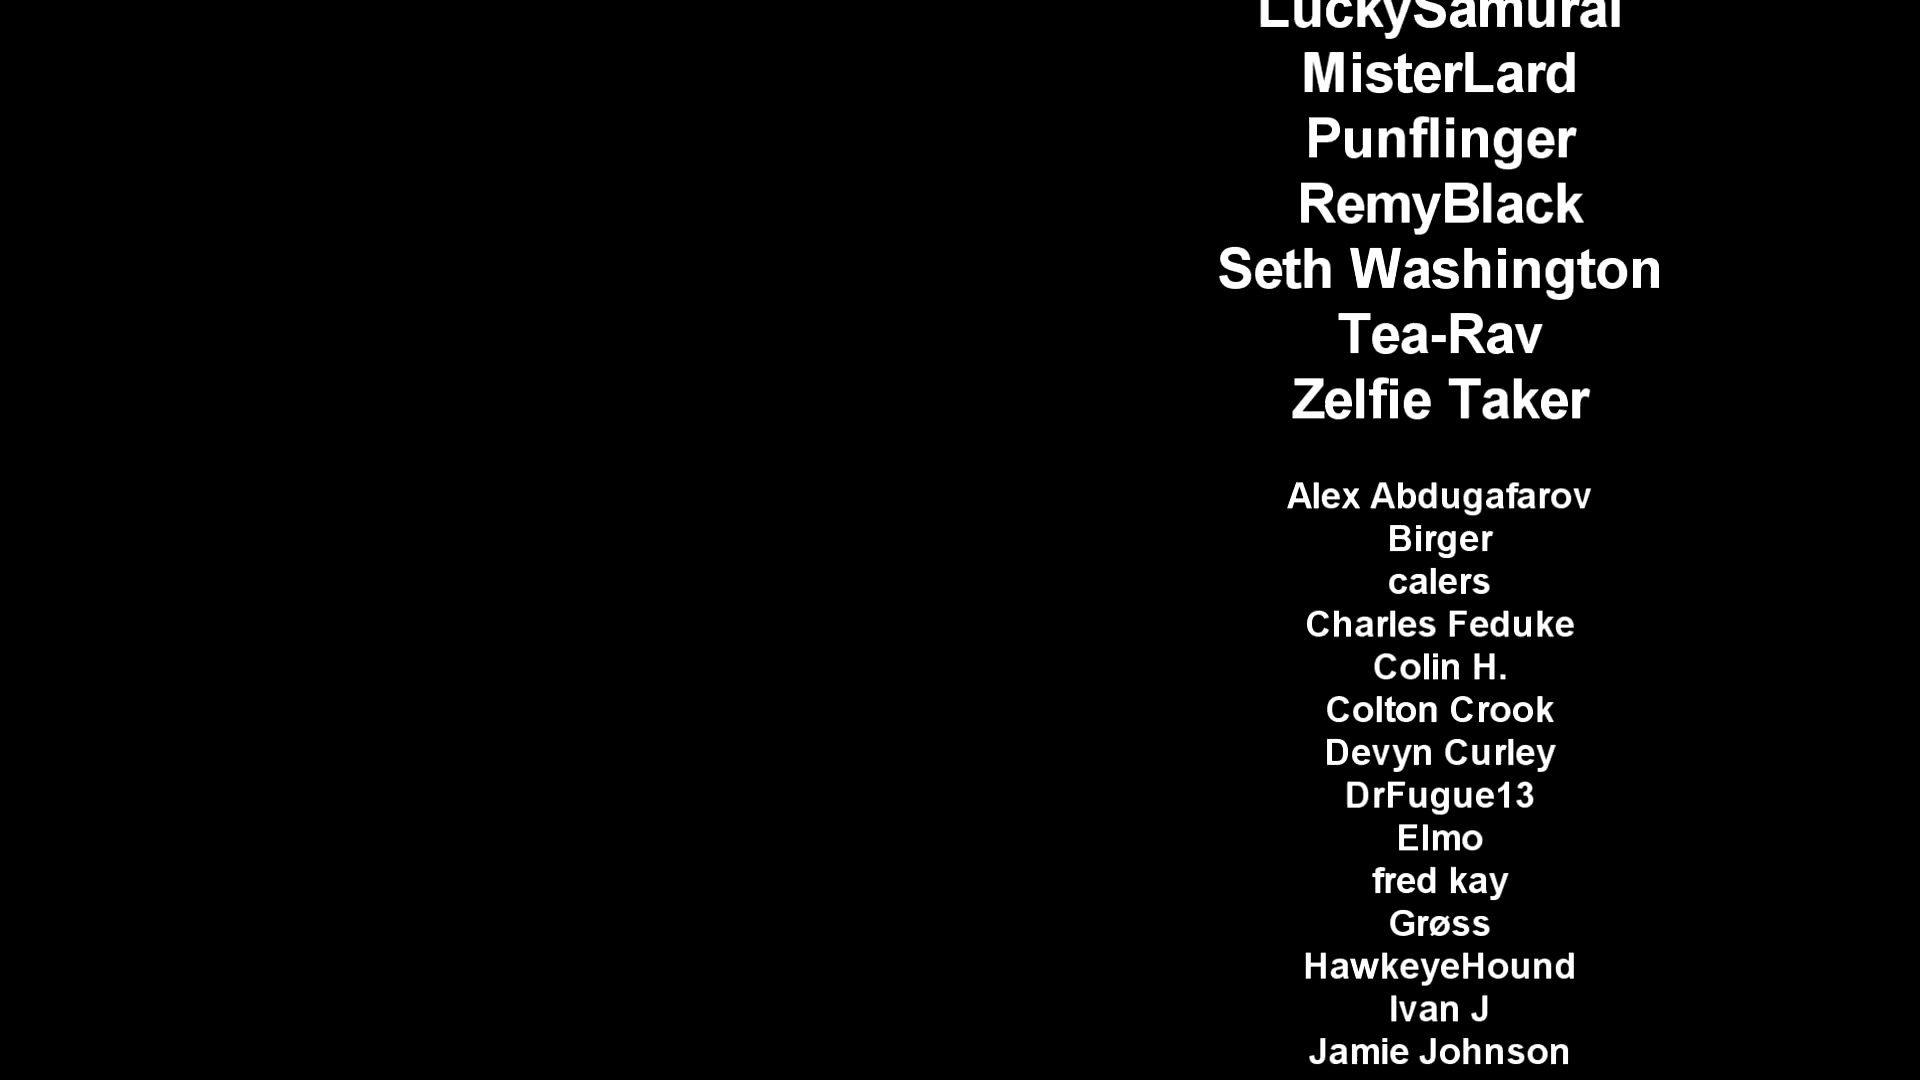 LuckySamurai
MisterLard
Punflinger
RemyBlack
Seth Washington
Tea-Rav
Zelfie Taker
Alex Abdugafarov
Birger
calers
Charles Feduke
Colin H.
Colton Crook
Devyn Curley
DrFugue13
Elmo
fred kay
Grøss
HawkeyeHound
Ivan J
Jamie Johnson